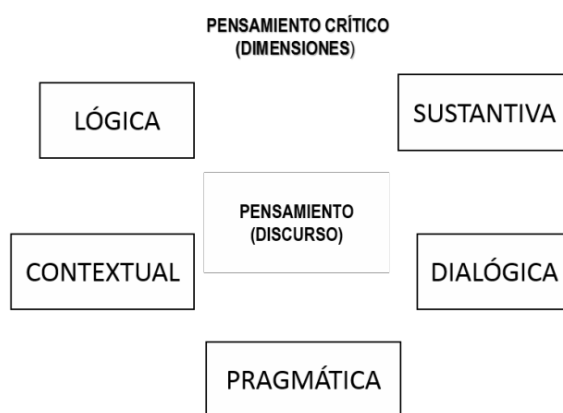 PENSAMIENTO CRÍTICO
(DIMENSIONES)
LÓGICA
SUSTANTIVA
PENSAMIENTO
(DISCURSO)
CONTEXTUAL
DIALÓGICA
PRAGMÁTICA